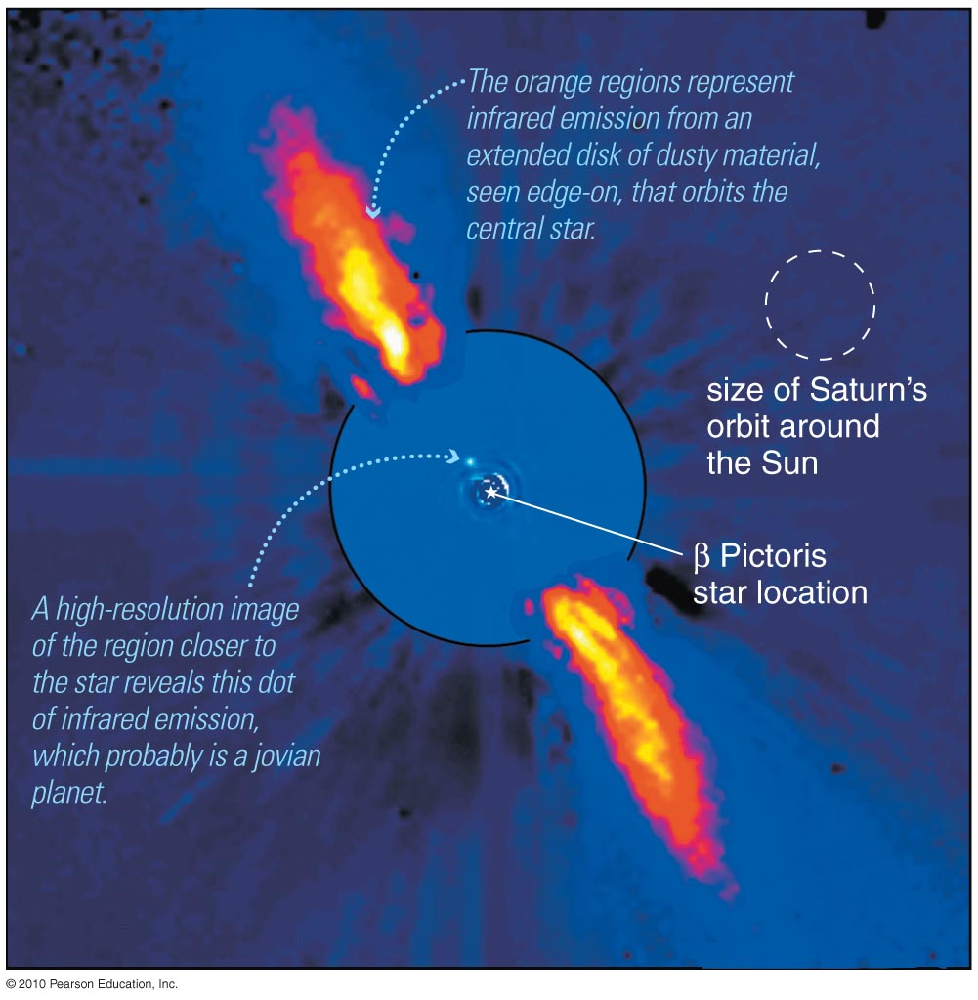 The orange regions represent
infrared emission from an
extended disk of dusty material,
seen edge-on, that orbits the
central star.
size of Saturn’s
orbit around
the Sun
β Pictoris
star location
A high-resolution image
of the region closer to
the star reveals this dot
of infrared emission,
which probably is a jovian
planet.
© 2010 Pearson Education, Inc.